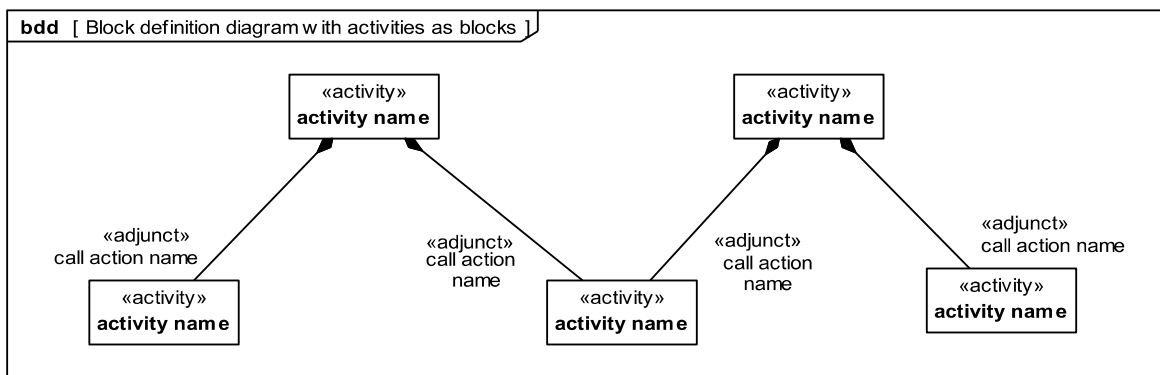 bdd [ Block definition diagram with activities as blocks ]
«activity»
activity name
«activity»
activity name
«adjunct»
call action name
«adjunct»
call action
name
«adjunct»
call action
name
«adjunct»
call action name
«activity»
activity name
«activity»
activity name
«activity»
activity name